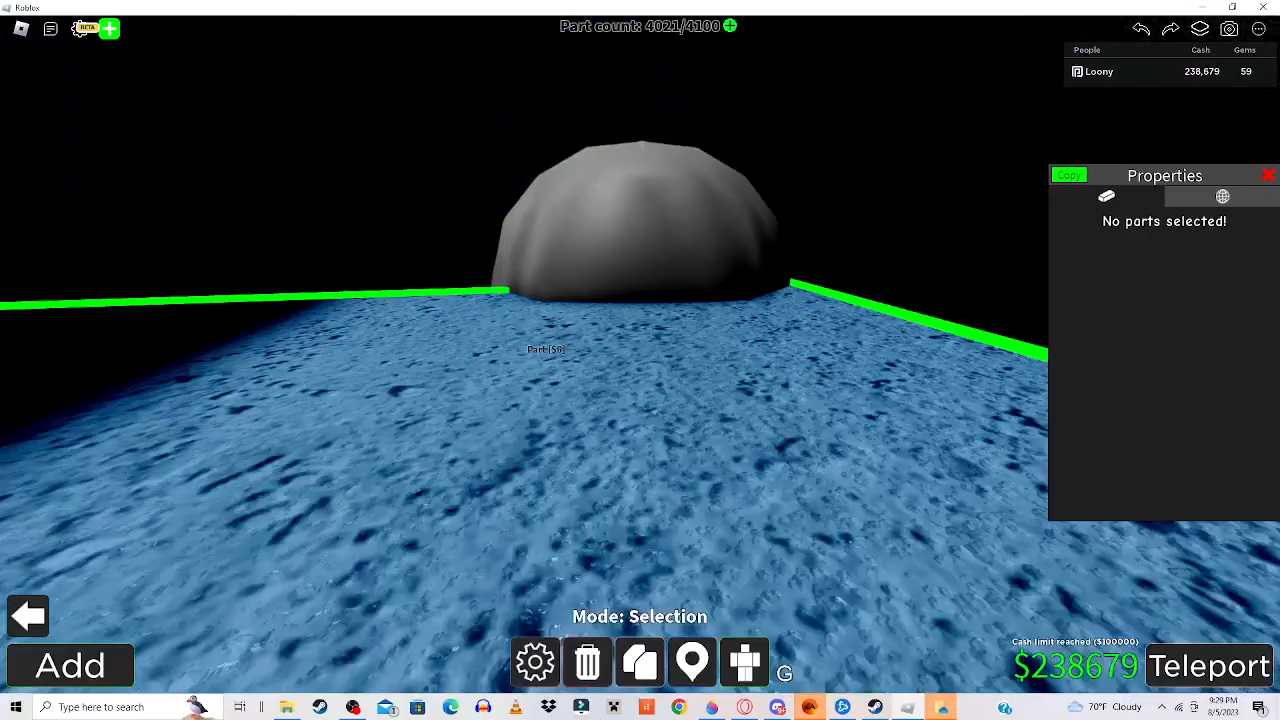 Roblox
BETA
Part count: 4021/4100
People Cash Gems
Loony 238,679 59
Copy Properties
No parts selected!
Part [$6]
Mode: Selection
Add
G
Cash limit reached ($100000)
$238679
Teleport
Type here to search
70°F Cloudy
9:29 PM
8/5/2023